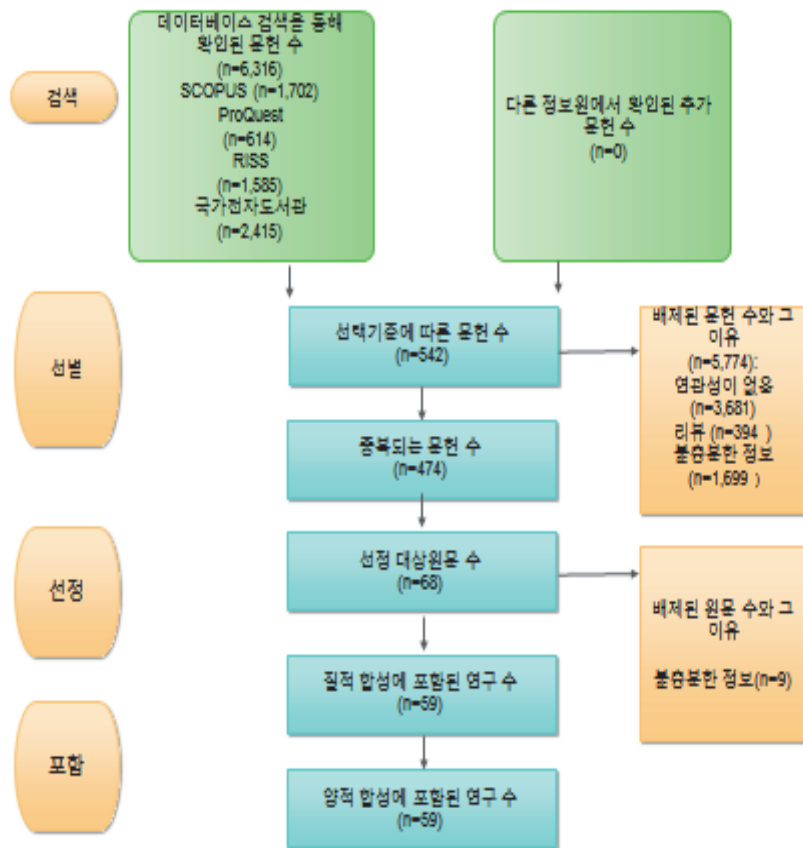 데이터베이스 검색을 통해
확인된 문헌 수
(n=6,316)
SCOPUS (n=1,702)
ProQuest
(n=614)
RISS
(n=1,585)
국가전자도서관
(n=2,415)
다른 정보원에서 확인된 추가
문헌 수
(n=0)
검색
선별
선택기준에 따른 문헌 수
(n=542)
배제된 문헌 수와 그
이유
(n=5,774):
연관성이 없음
(n=3,681)
리뷰 (n=394 )
불충분한 정보
(n=1,699 )
중복되는 문헌 수
(n=474)
선정
선정 대상원문 수
(n=68)
배제된 원문 수와 그
이유
불충분한 정보(n=9)
질적 합성에 포함된 연구 수
(n=59)
포함
양적 합성에 포함된 연구 수
(n=59)